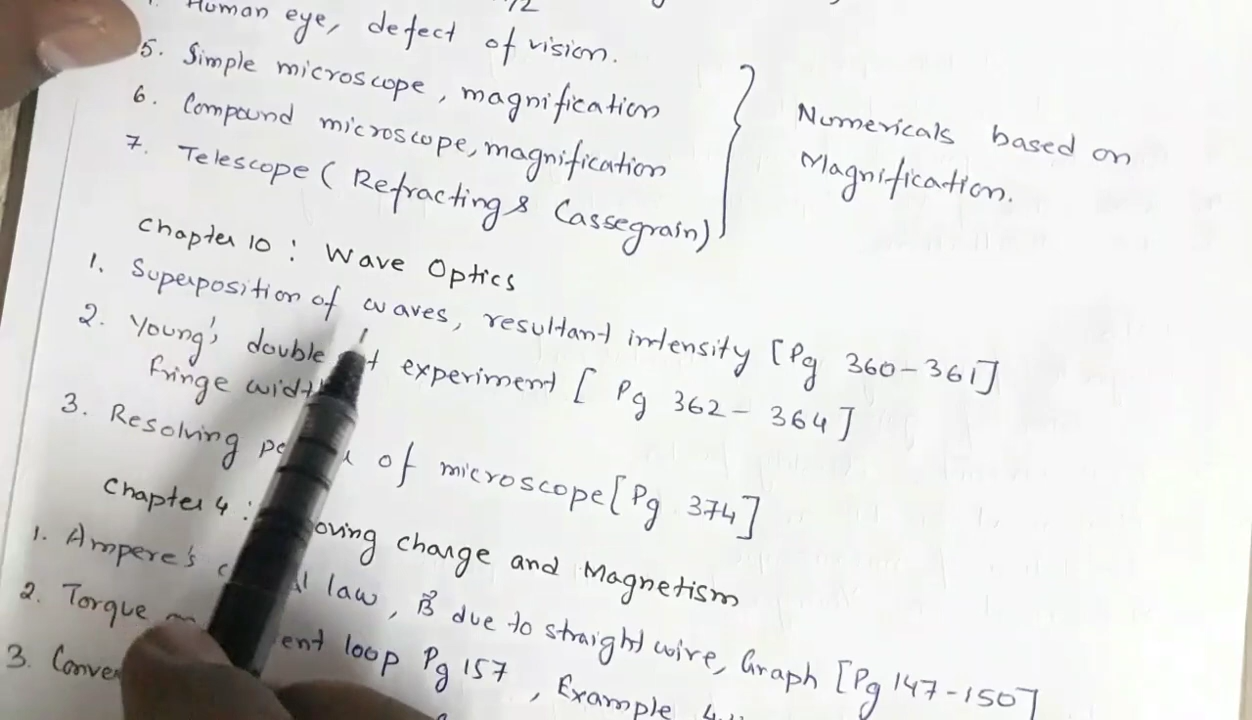 Human eye, defect of vision.
5. Simple microscope, magnification
6. Compound microscope, magnification
7. Telescope ( Refracting & Cassegrain)
Numericals based on
Magnification.
Chapter 10 : Wave Optics
1. Superposition of waves, resultant intensity [Pg 360-361]
2. Young's double experiment [ Pg 362 - 364]
fringe
3. Resolving of microscope [Pg 374]
Chapter 4 : and Magnetism
charge
1. Ampere's law, B⃗ due to straight wire, Graph [Pg 147-150]
2. Torque loop Pg 157 , Example
3.